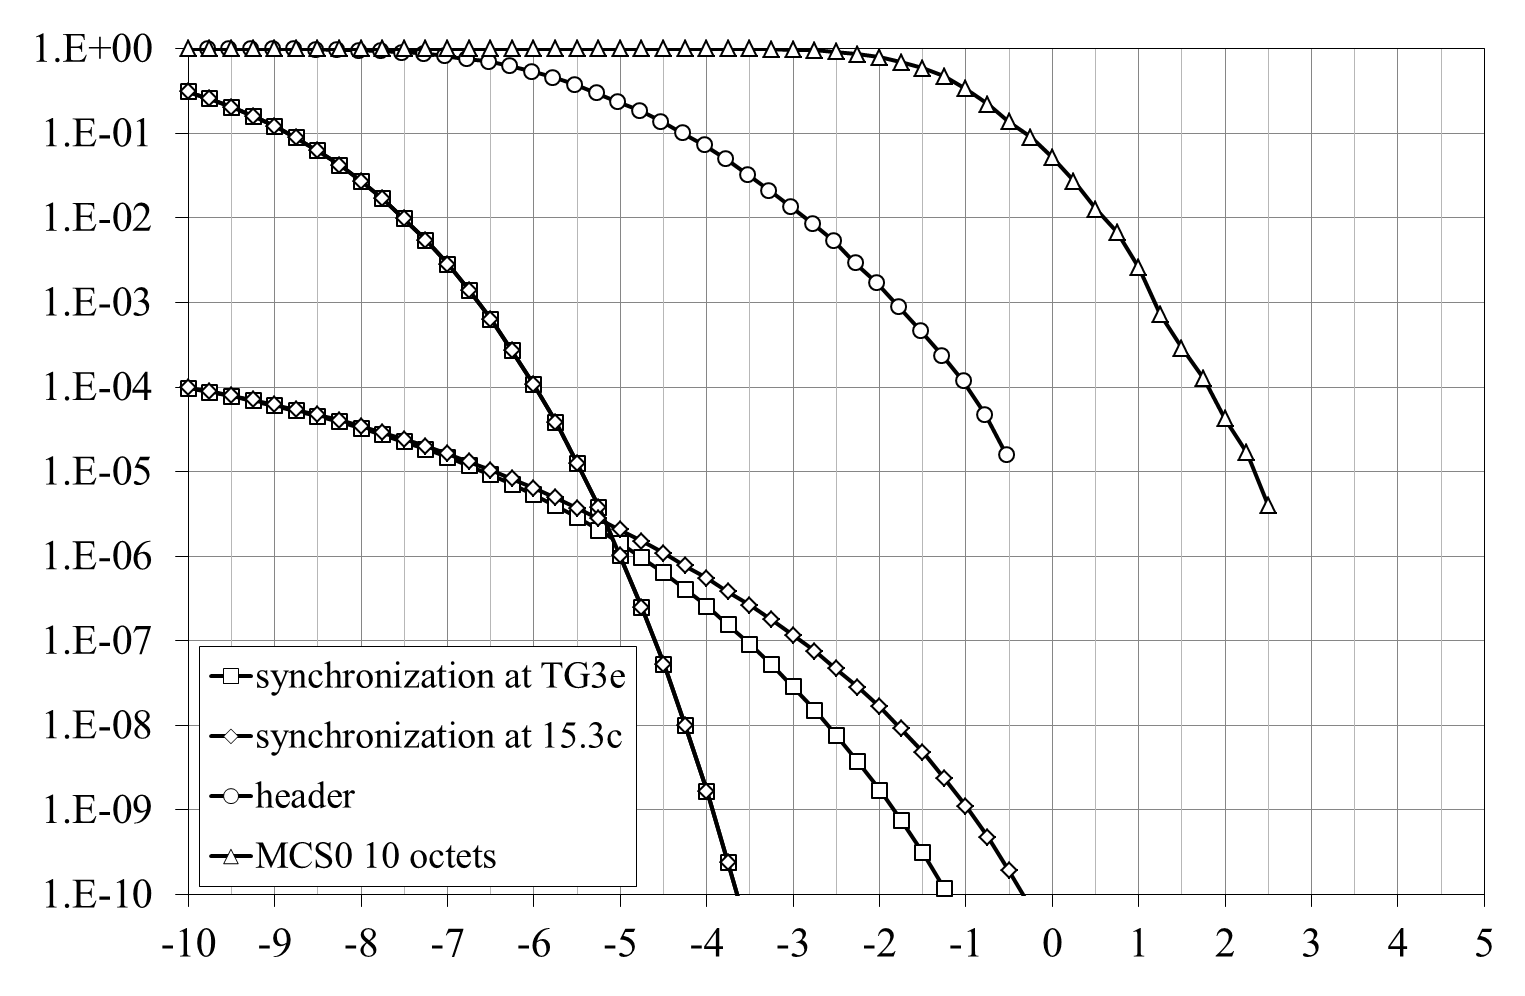 1.E+00
1.E-01
1.E-02
1.E-03
1.E-04
1.E-05
1.E-06
1.E-07
1.E-08
1.E-09
1.E-10
synchronization at TG3e
synchronization at 15.3c
header
MCS0 10 octets
-10 -9 -8 -7 -6 -5 -4 -3 -2 -1 0 1 2 3 4 5